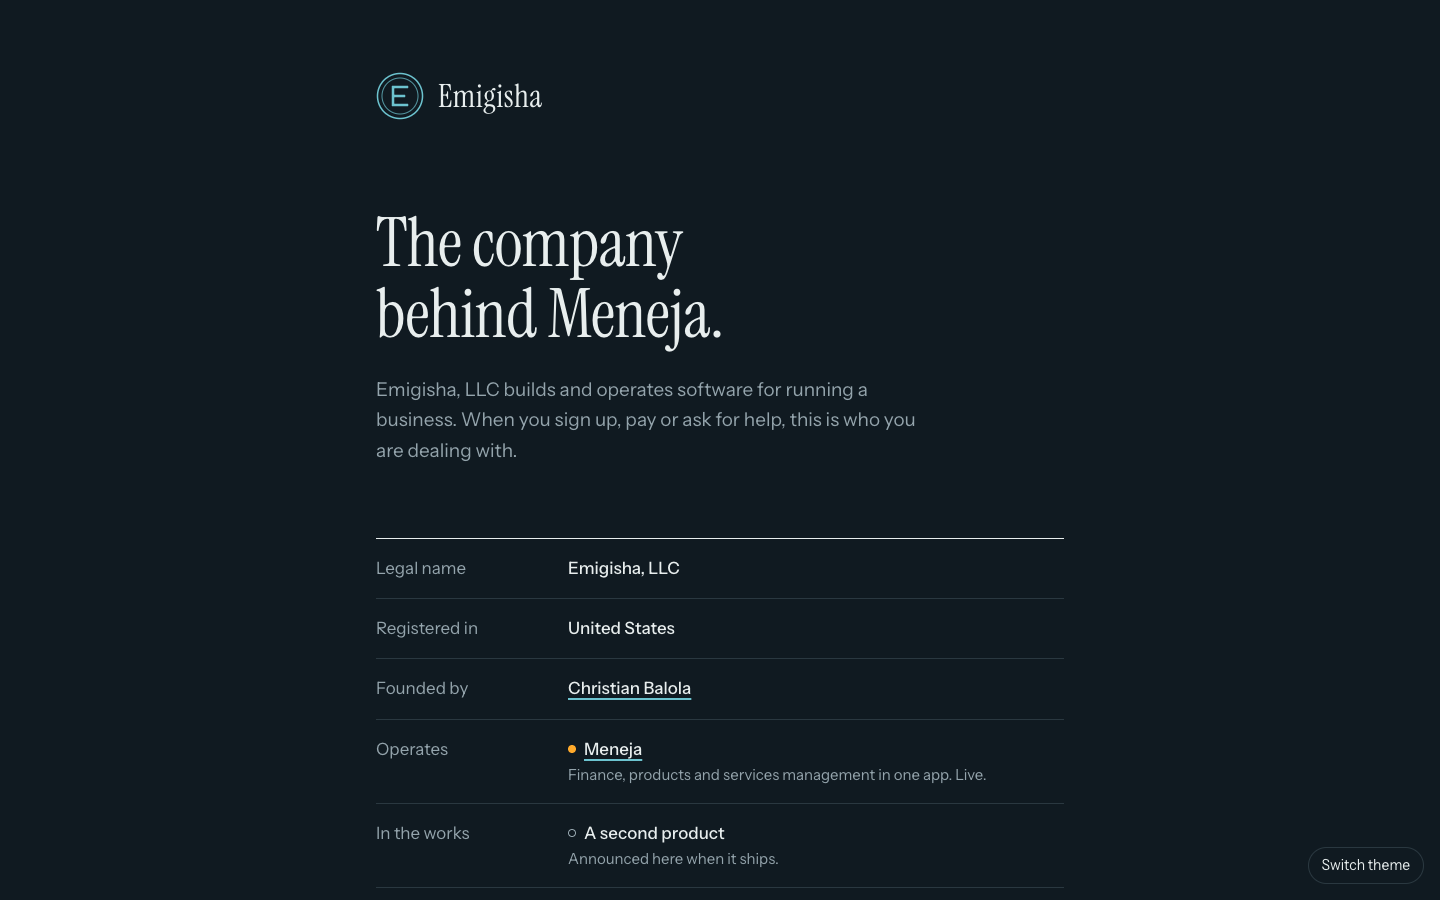 E Emigisha
The company
behind Meneja.
Emigisha, LLC builds and operates software for running a
business. When you sign up, pay or ask for help, this is who you
are dealing with.
Legal name Emigisha, LLC
Registered in United States
Founded by Christian Balola
Operates Meneja
Finance, products and services management in one app. Live.
In the works A second product
Announced here when it ships.
Switch theme